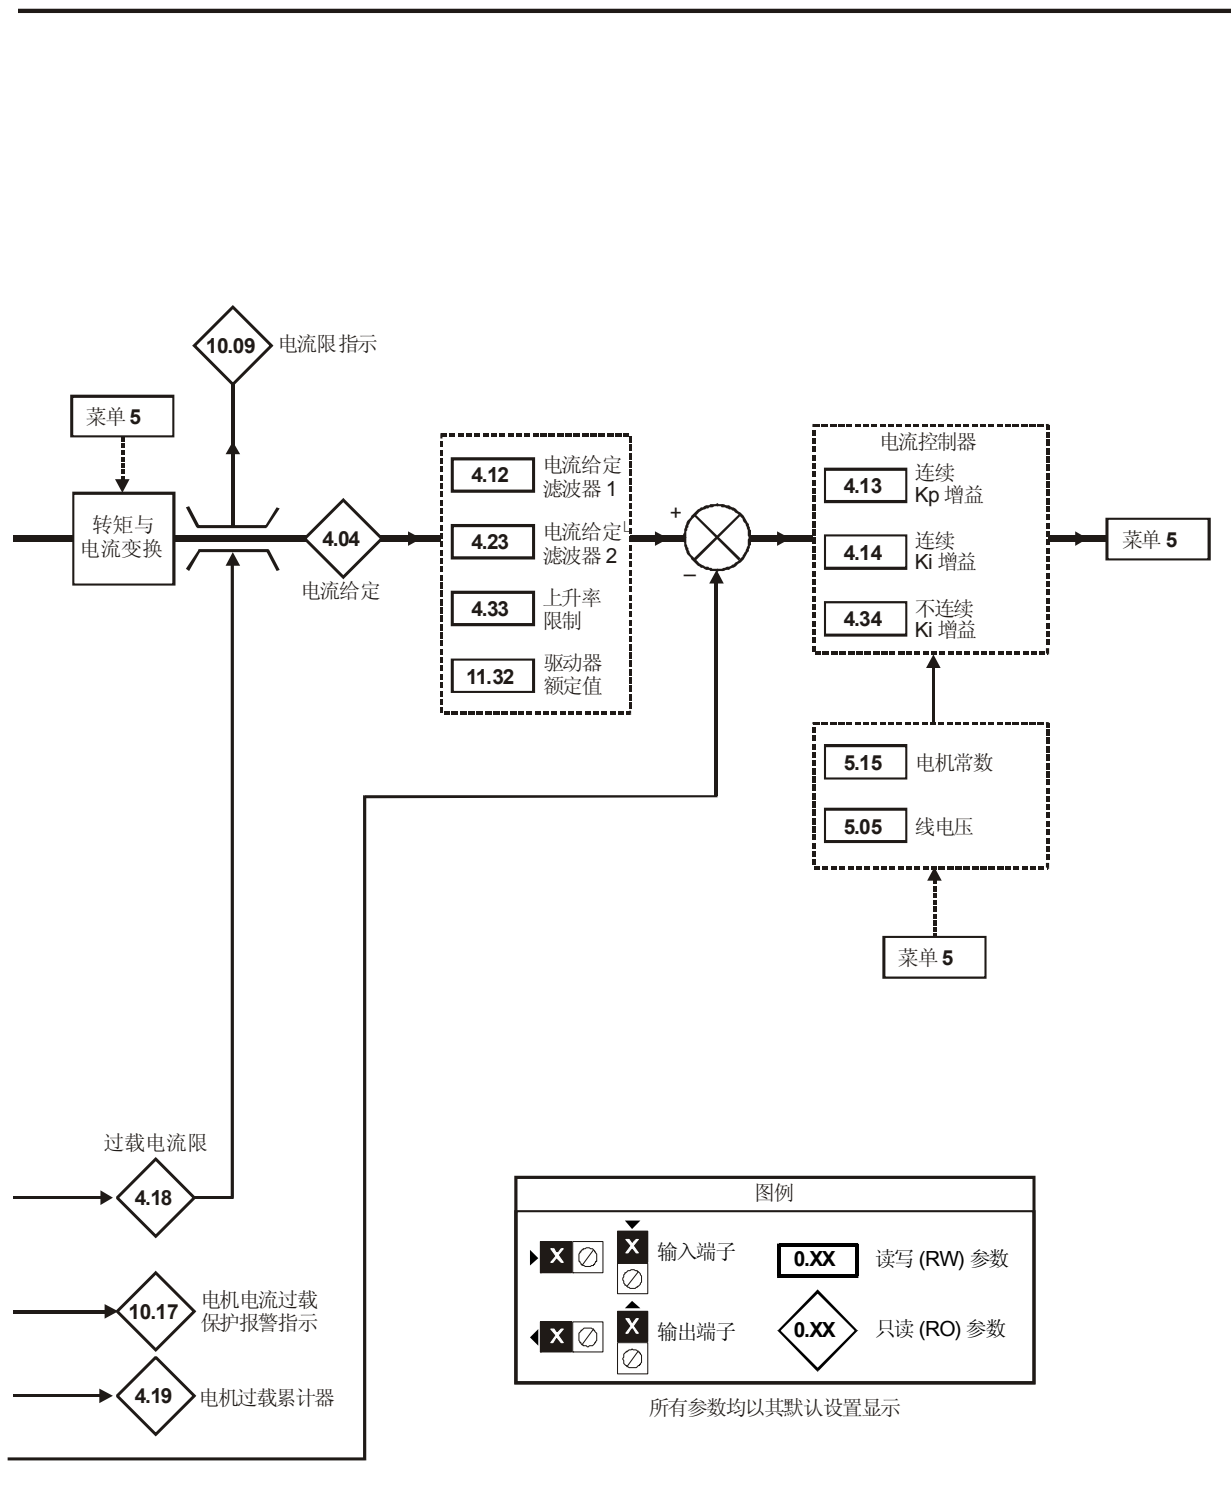 10.09 电流限指示
菜单 5
转矩与
电流变换
4.04
电流给定
4.12 电流给定
滤波器 1
4.23 电流给定
滤波器 2
4.33 上升率
限制
11.32 驱动器
额定值
+
–
电流控制器
4.13 连续
Kp 增益
4.14 连续
Ki 增益
4.34 不连续
Ki 增益
菜单 5
5.15 电机常数
5.05 线电压
菜单 5
过载电流限
4.18
10.17 电机电流过载
保护报警指示
4.19 电机过载累计器
图例
X X 输入端子 0.XX 读写 (RW) 参数
X X 输出端子 0.XX 只读 (RO) 参数
所有参数均以其默认设置显示